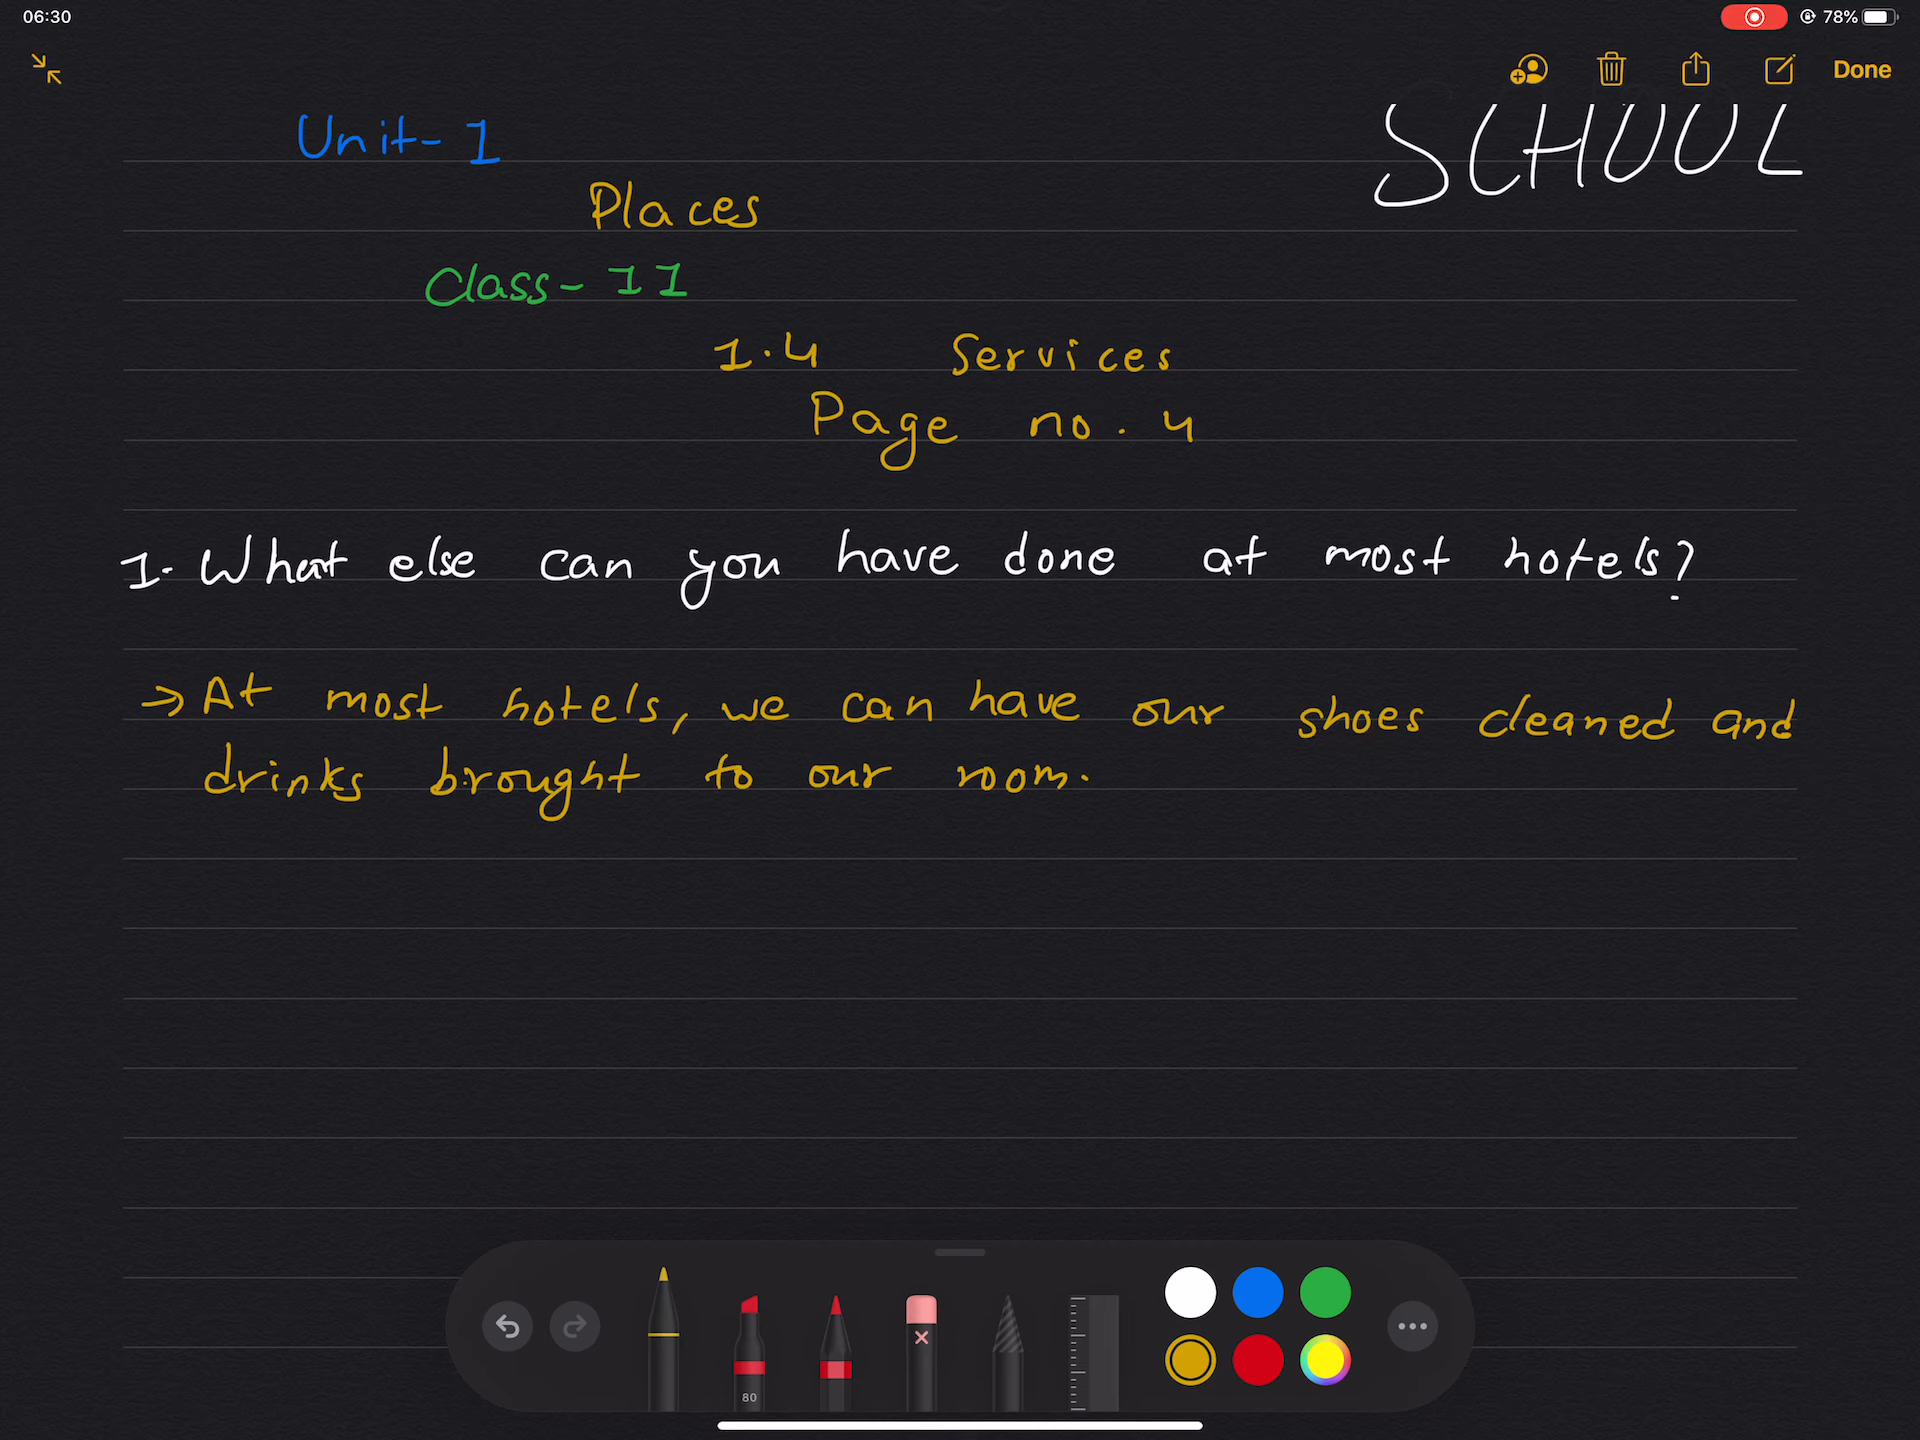 06:30
78%
Done
SCHOOL
Unit- 1
Places
Class- 11
1.4 Services
Page no. 4
1. What else can you have done at most hotels?
→ At most hotels, we can have our shoes cleaned and
drinks brought to our room.
80